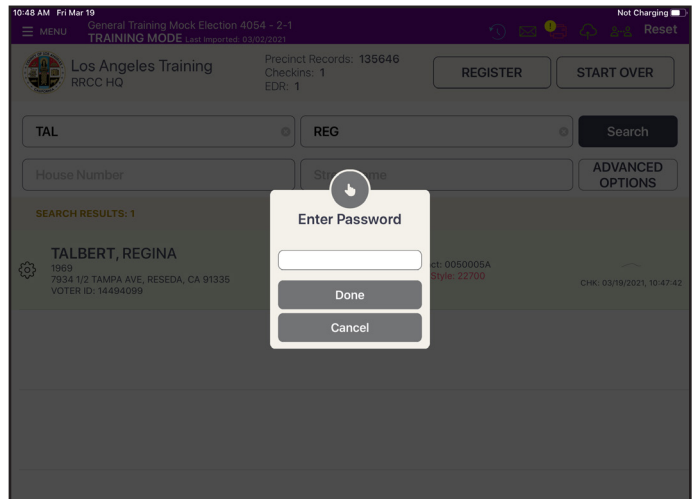 10:48 AM Fri Mar 19
Not Charging
MENU
General Training Mock Election 4054 - 2-1
TRAINING MODE Last Imported: 03/02/2021
Reset
Los Angeles Training
RRCC HQ
Precinct Records: 135646
Checkins: 1
EDR: 1
REGISTER
START OVER
TAL
REG
Search
House Number
ADVANCED
OPTIONS
SEARCH RESULTS: 1
Enter Password
TALBERT, REGINA
1969
7934 1/2 TAMPA AVE, RESEDA, CA 91335
VOTER ID: 14494099
ct: 0050005A
Style: 22700
CHK: 03/19/2021, 10:47:42
Done
Cancel